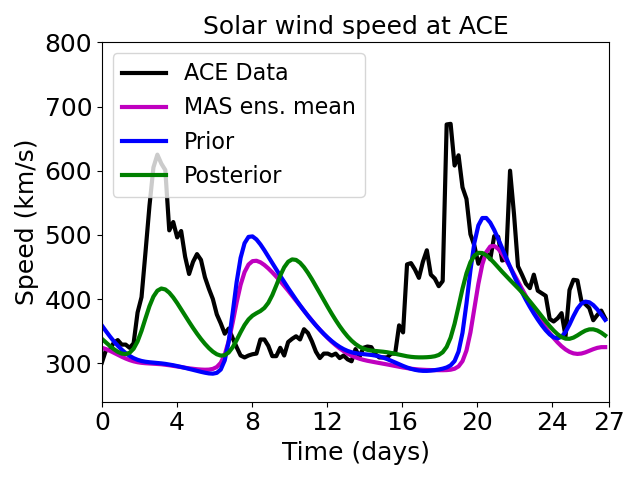 Solar wind speed at ACE
800
700
600
500
400
300
Speed (km/s)
ACE Data
MAS ens. mean
Prior
Posterior
0 4 8 12 16 20 24 27
Time (days)